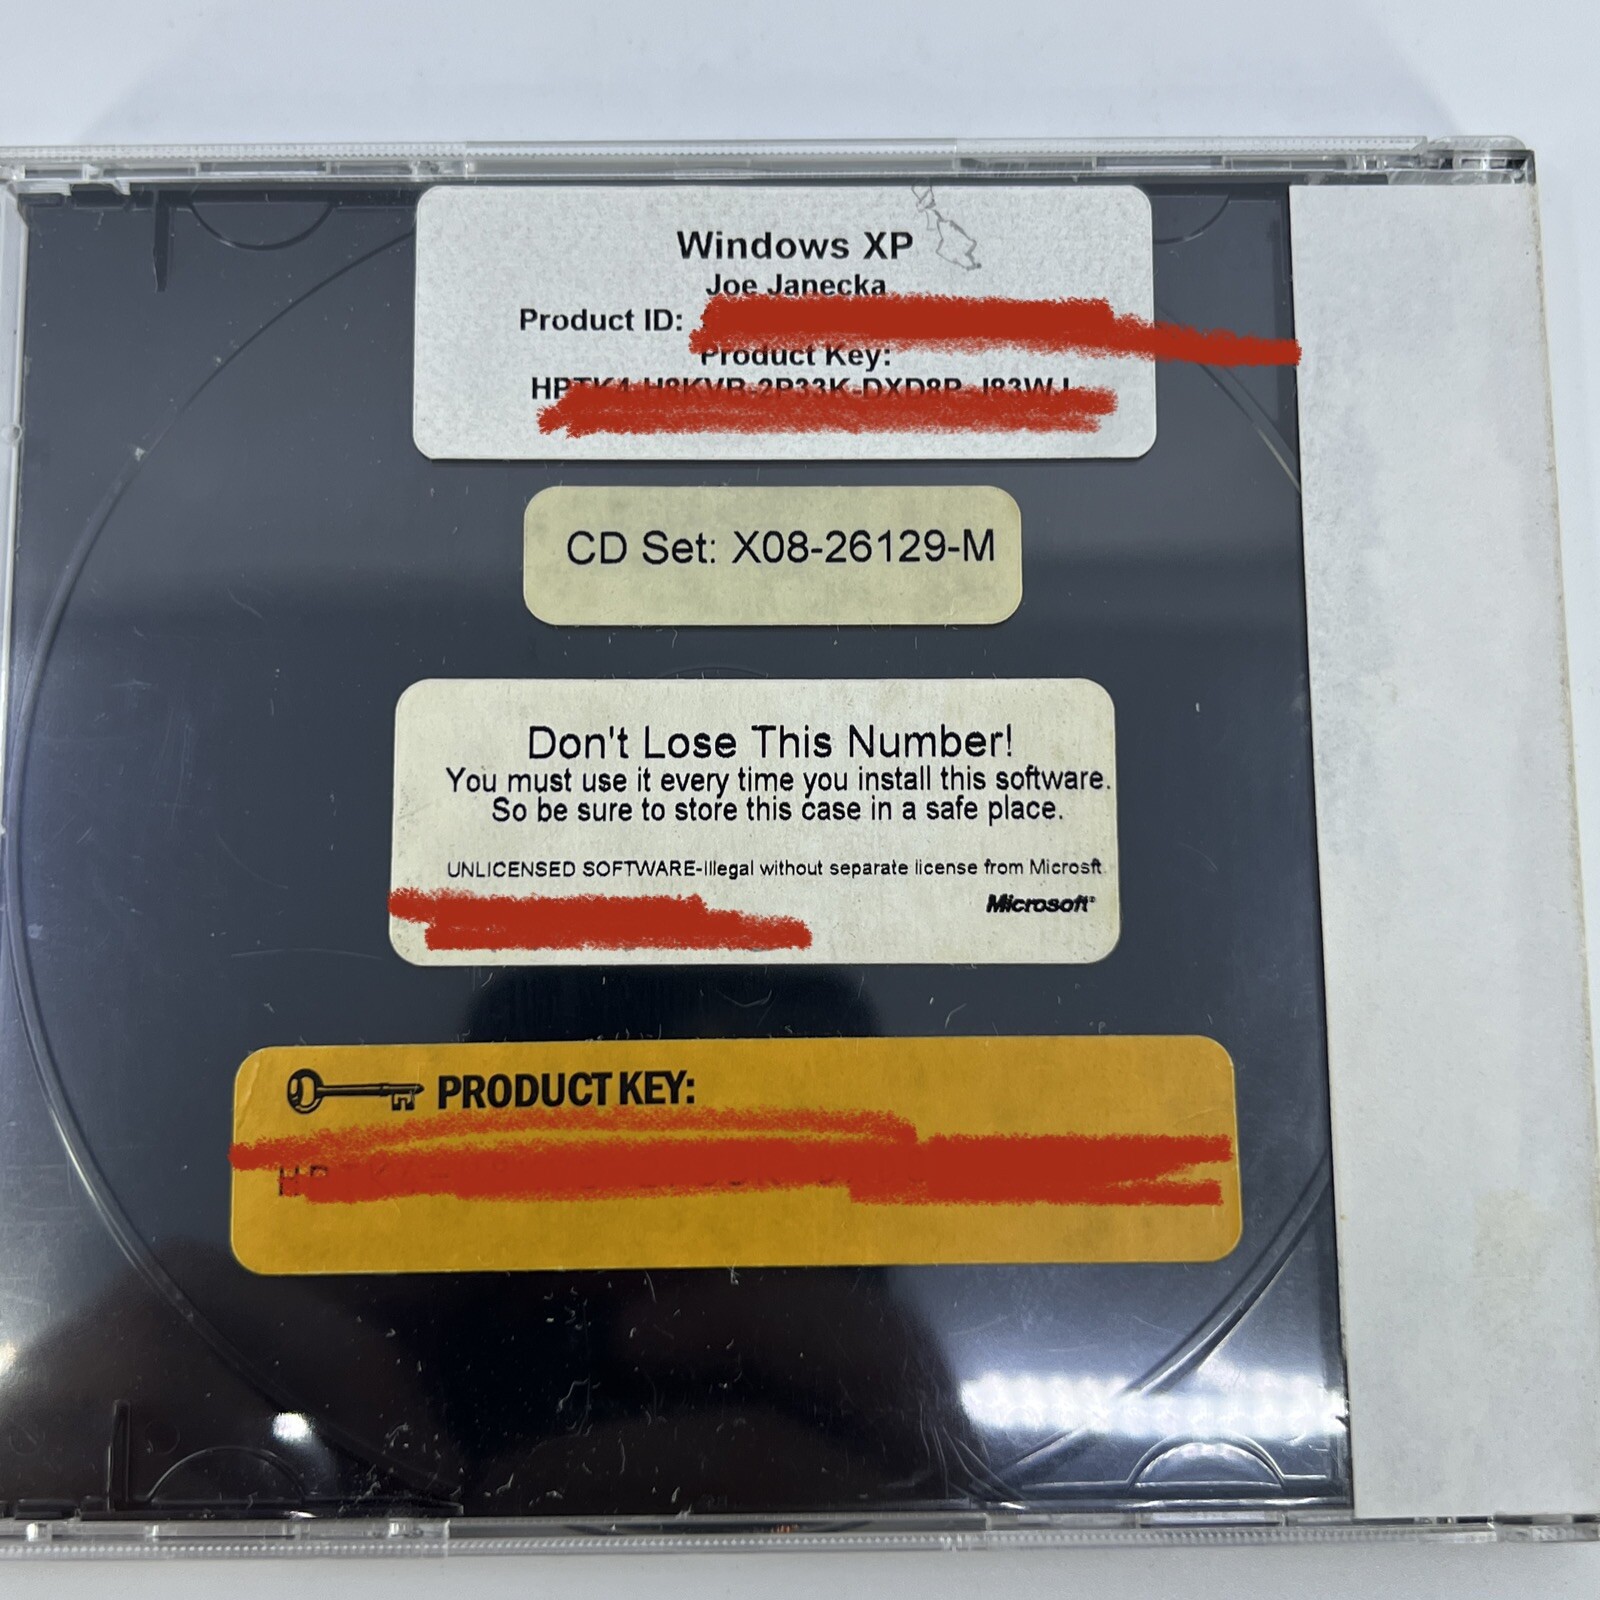 Windows XP
Joe Janecka
Product ID:
Product Key:
CD Set: X08-26129-M
Don't Lose This Number!
You must use it every time you install this software.
So be sure to store this case in a safe place.
UNLICENSED SOFTWARE-Illegal without separate license from Microsft
Microsoft
PRODUCT KEY: